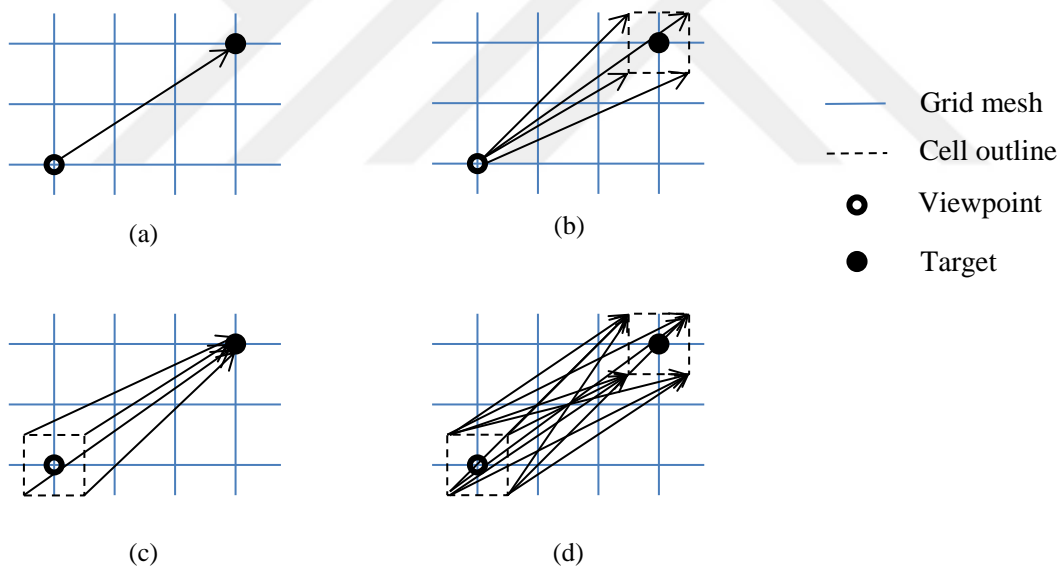 (a)
(b)
Grid mesh
Cell outline
Viewpoint
Target
(c)
(d)